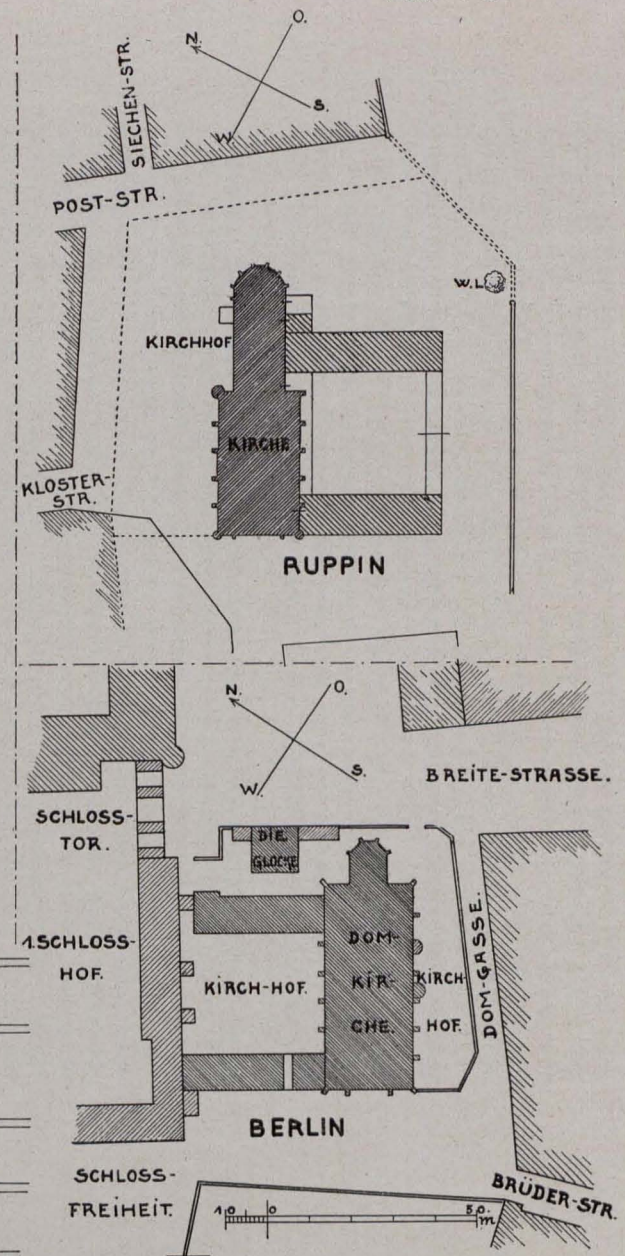 N.
O.
S.
W.
SIECHEN-STR.
POST-STR.
W.L
KIRCHHOF
KIRCHE
KLOSTER-
STR.
RUPPIN
N.
O.
S.
W.
BREITE-STRASSE.
SCHLOSS-
TOR.
DIE
GLOCKE
1.SCHLOSS-
HOF.
KIRCH-HOF.
DOM-
KIR-
CHE.
KIRCH-
HOF.
DOM-GASSE.
BERLIN
SCHLOSS-
FREIHEIT.
BRÜDER-STR.
10 0 50.
m